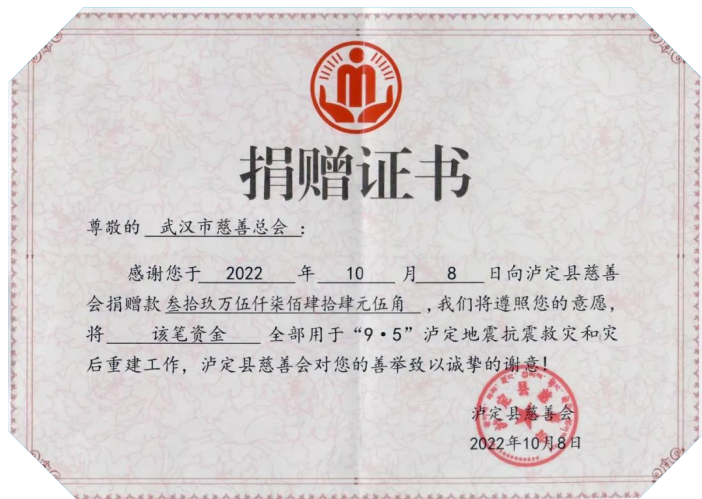 捐赠证书
尊敬的 武汉市慈善总会 ：
感谢您于 2022 年 10 月 8 日向泸定县慈善
会捐赠款 叁拾玖万伍仟柒佰肆拾肆元伍角 ，我们将遵照您的意愿，
将 该笔资金 全部用于“9·5”泸定地震抗震救灾和灾
后重建工作，泸定县慈善会对您的善举致以诚挚的谢意！
泸定县慈善会
2022年10月8日